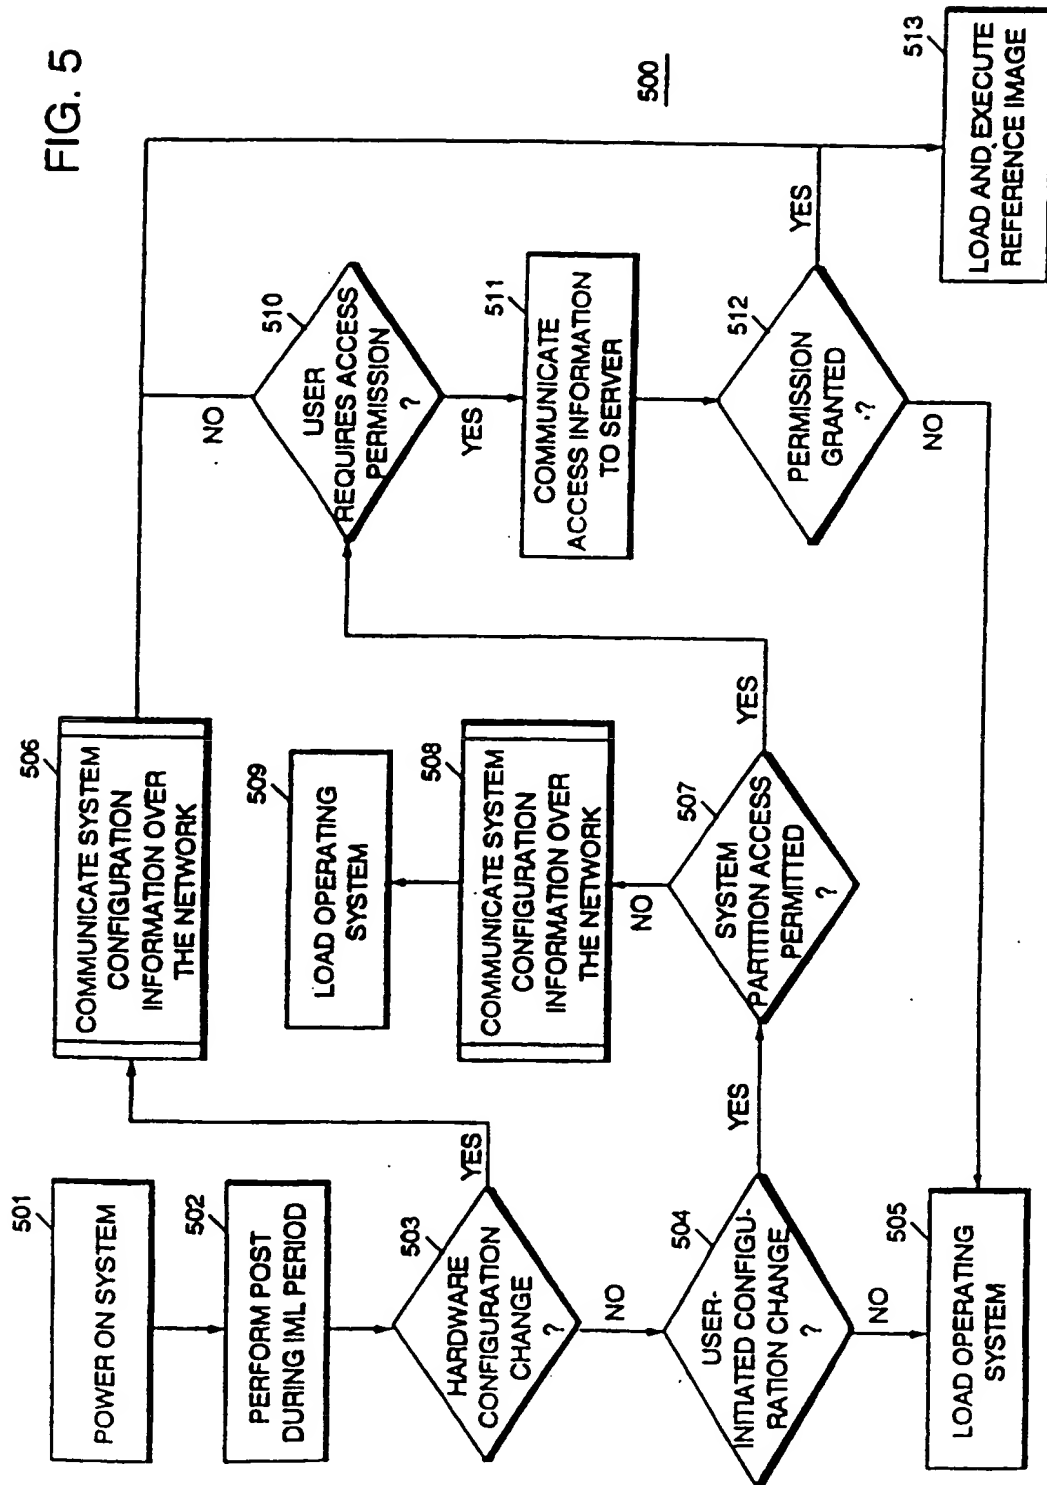 FIG. 5
500
501
POWER ON SYSTEM
502
PERFORM POST
DURING IML PERIOD
503
HARDWARE
CONFIGURATION
CHANGE
?
YES
NO
504
USER-
INITIATED CONFIGU-
RATION CHANGE
?
YES
NO
505
LOAD OPERATING
SYSTEM
506
COMMUNICATE SYSTEM
CONFIGURATION
INFORMATION OVER
THE NETWORK
507
SYSTEM
PARTITION ACCESS
PERMITTED
?
YES
NO
508
COMMUNICATE SYSTEM
CONFIGURATION
INFORMATION OVER
THE NETWORK
509
LOAD OPERATING
SYSTEM
510
USER
REQUIRES ACCESS
PERMISSION
?
NO
YES
511
COMMUNICATE
ACCESS INFORMATION
TO SERVER
512
PERMISSION
GRANTED
?
YES
NO
513
LOAD AND EXECUTE
REFERENCE IMAGE